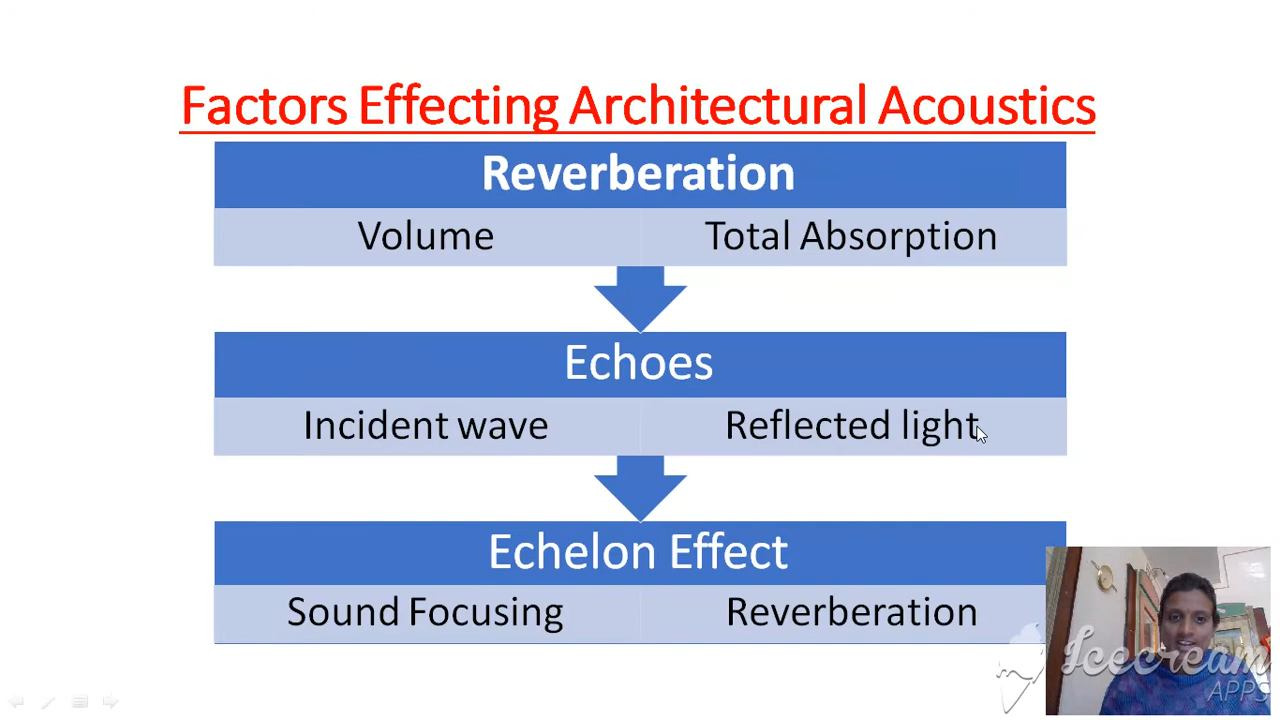 Factors Effecting Architectural Acoustics
Reverberation
Volume Total Absorption
Echoes
Incident wave Reflected light
Echelon Effect
Sound Focusing Reverberation
Icecream
APPS